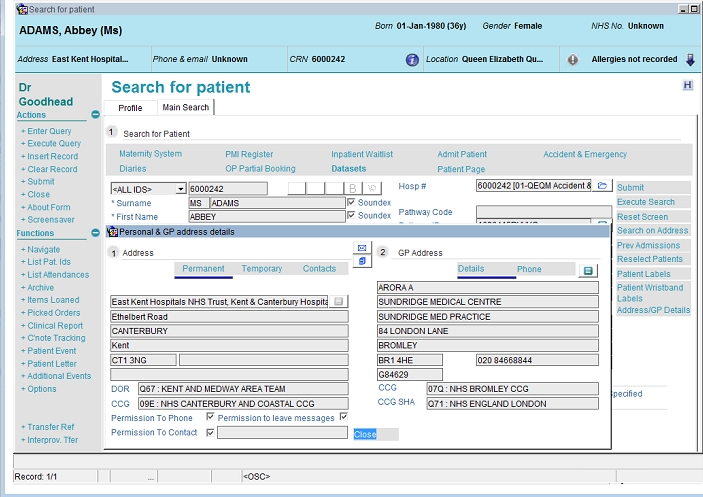 Search for patient
ADAMS, Abbey (Ms)
Born 01-Jan-1980 (36y) Gender Female NHS No. Unknown
Address East Kent Hospital... Phone & email Unknown CRN 6000242 Location Queen Elizabeth Qu... Allergies not recorded
Dr
Goodhead
Actions
+ Enter Query
+ Execute Query
+ Insert Record
+ Clear Record
+ Submit
+ Close
+ About Form
+ Screensaver
Functions
+ Navigate
+ List Pat. Ids
+ List Attendances
+ Archive
+ Items Loaned
+ Picked Orders
+ Clinical Report
+ C'note Tracking
+ Patient Event
+ Patient Letter
+ Additional Events
+ Options
+ Transfer Ref
+ Interprov. Tfer
Search for patient
H
Profile Main Search
1 Search for Patient
Maternity System PMI Register Inpatient Waitlist Admit Patient Accident & Emergency
Diaries OP Partial Booking Datasets Patient Page
<ALL IDS> 6000242 B Hosp # 6000242 [01-QEQM Accident &
* Surname MS ADAMS Soundex
* First Name ABBEY Soundex
Pathway Code
Submit
Execute Search
Reset Screen
Search on Address
Prev Admissions
Reselect Patients
Patient Labels
Patient Wristband
Labels
Address/GP Details
Personal & GP address details
1 Address
Permanent Temporary Contacts
East Kent Hospitals NHS Trust, Kent & Canterbury Hospita
Ethelbert Road
CANTERBURY
Kent
CT1 3NG
DOR Q67 : KENT AND MEDWAY AREA TEAM
CCG 09E : NHS CANTERBURY AND COASTAL CCG
Permission To Phone Permission to leave messages
Permission To Contact
2 GP Address
Details Phone
ARORA A
SUNDRIDGE MEDICAL CENTRE
SUNDRIDGE MED PRACTICE
84 LONDON LANE
BROMLEY
BR1 4HE 020 84668844
G84629
CCG 07Q : NHS BROMLEY CCG
CCG SHA Q71 : NHS ENGLAND LONDON
Close
pecified
Record: 1/1 ... <OSC>